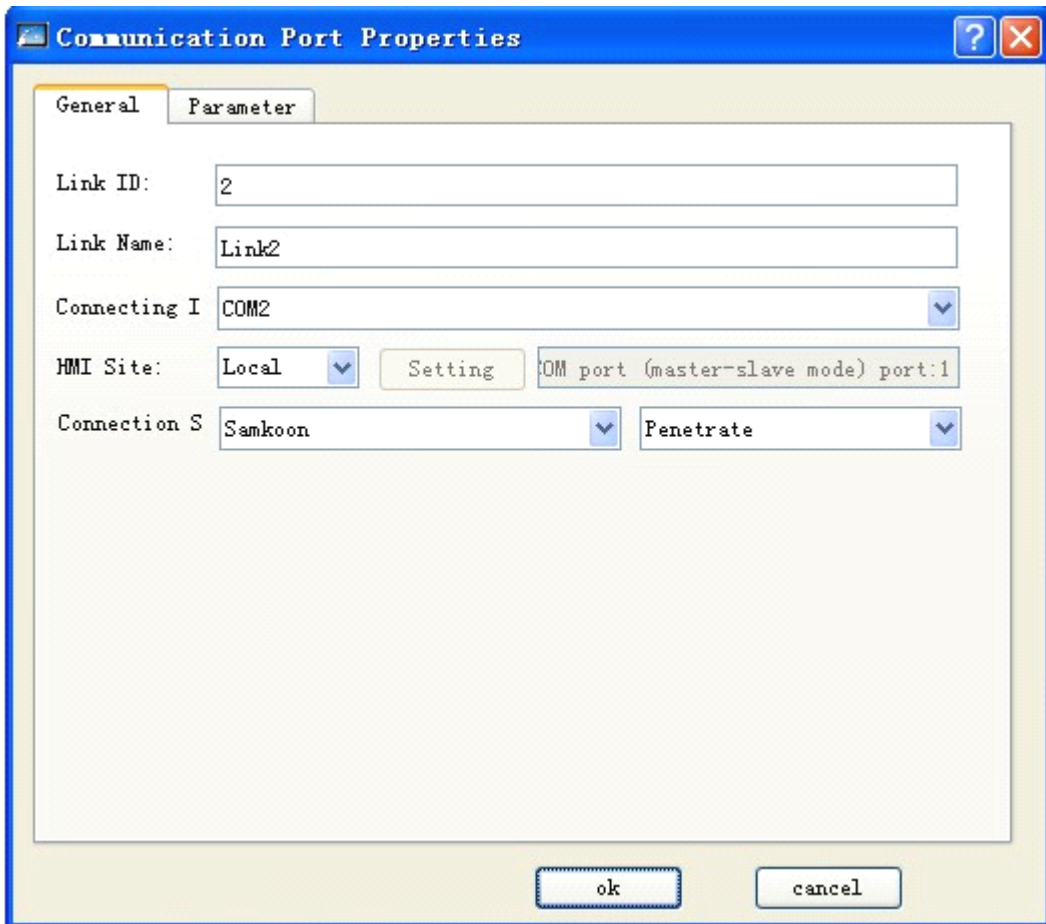 Communication Port Properties
General Parameter
Link ID: 2
Link Name: Link2
Connecting I COM2
HMI Site: Local Setting OM port (master-slave mode) port:1
Connection S Samkoon Penetrate
ok cancel